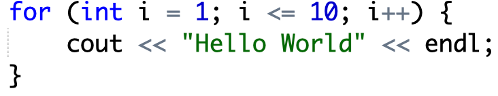 for (int i = 1; i <= 10; i++) {
    cout << "Hello World" << endl;
}